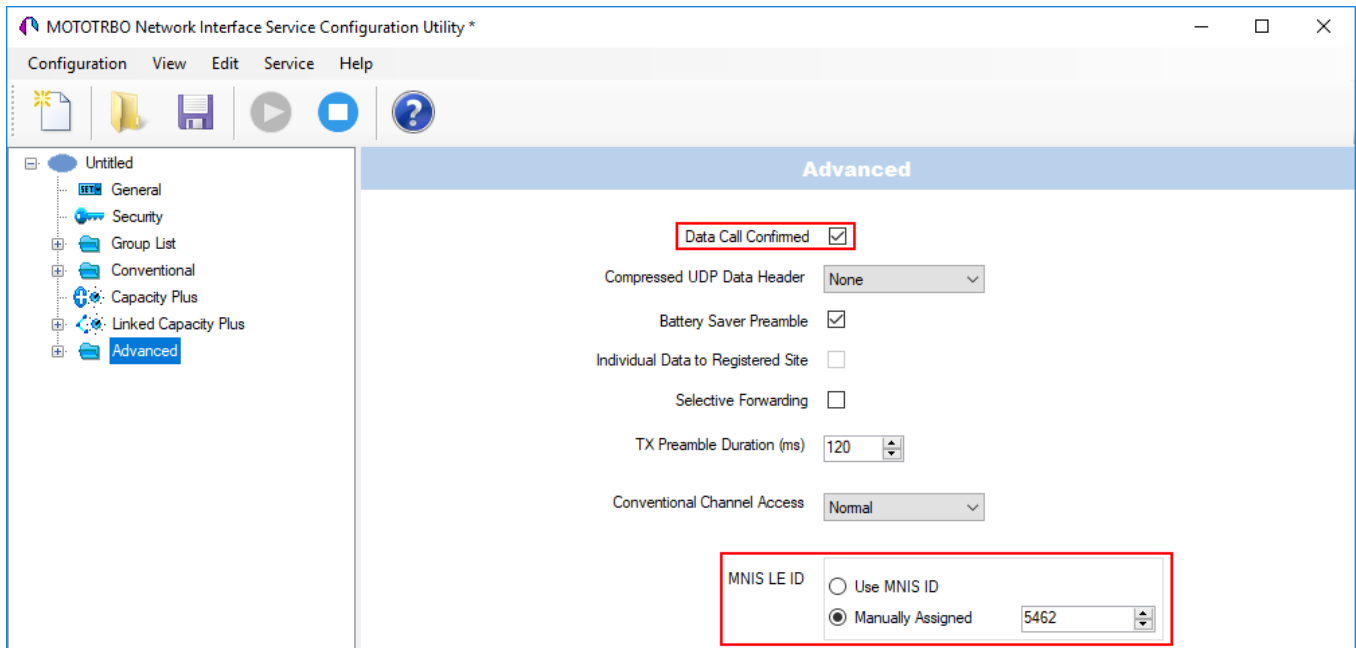 MOTOTRBO Network Interface Service Configuration Utility *
Configuration View Edit Service Help
?
Untitled
SET
General
Security
Group List
Conventional
Capacity Plus
Linked Capacity Plus
Advanced
Advanced
Data Call Confirmed
Compressed UDP Data Header None
Battery Saver Preamble
Individual Data to Registered Site
Selective Forwarding
TX Preamble Duration (ms) 120
Conventional Channel Access Normal
MNIS LE ID
Use MNIS ID
Manually Assigned 5462